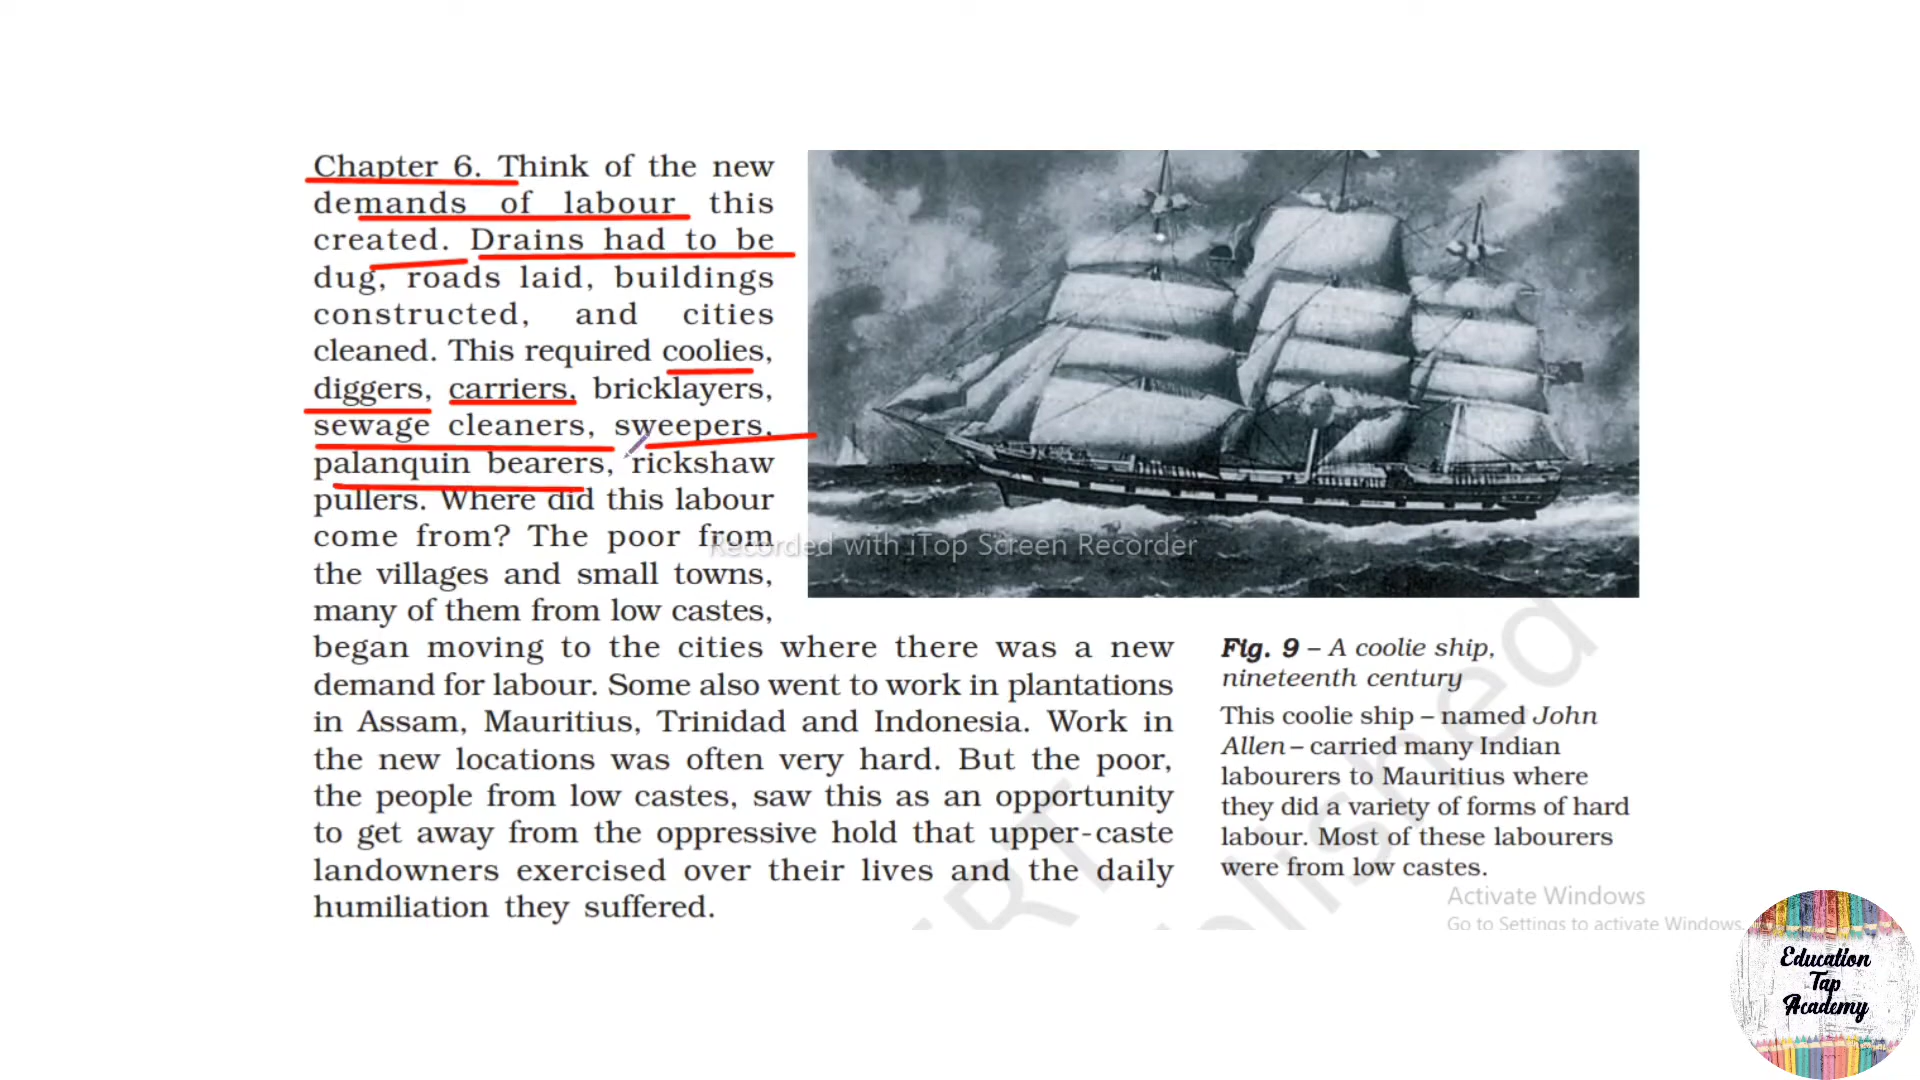 Chapter 6. Think of the new
demands of labour this
created. Drains had to be
dug, roads laid, buildings
constructed, and cities
cleaned. This required coolies,
diggers, carriers, bricklayers,
sewage cleaners, sweepers,
palanquin bearers, rickshaw
pullers. Where did this labour
come from? The poor from
the villages and small towns,
many of them from low castes,
began moving to the cities where there was a new
demand for labour. Some also went to work in plantations
in Assam, Mauritius, Trinidad and Indonesia. Work in
the new locations was often very hard. But the poor,
the people from low castes, saw this as an opportunity
to get away from the oppressive hold that upper-caste
landowners exercised over their lives and the daily
humiliation they suffered.
Recorded with iTop Screen Recorder
Fig. 9 – A coolie ship,
nineteenth century
This coolie ship – named John
Allen – carried many Indian
labourers to Mauritius where
they did a variety of forms of hard
labour. Most of these labourers
were from low castes.
Activate Windows
Go to Settings to activate Windows.
Education
Tap
Academy